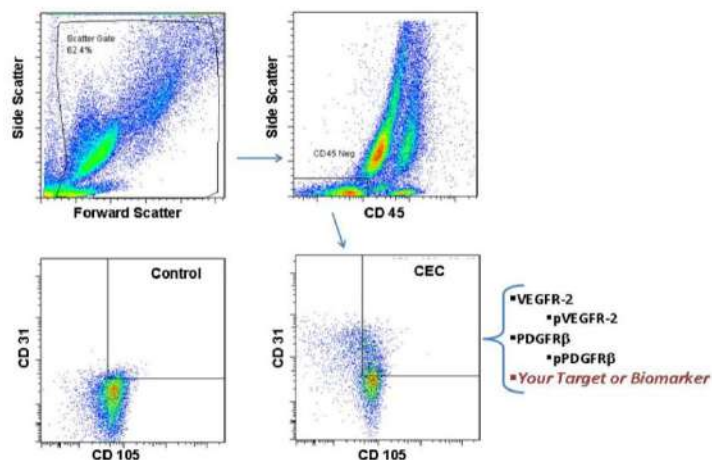 Scatter Gate
62.4%
Side Scatter
Forward Scatter
Side Scatter
CD45 Neg
CD 45
Control
CD 31
CD 105
CEC
CD 31
CD 105
▪VEGFR-2
▪pVEGFR-2
▪PDGFRβ
▪pPDGFRβ
▪Your Target or Biomarker